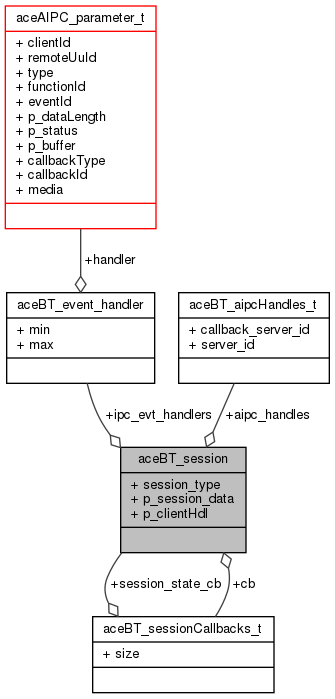 aceAIPC_parameter_t
+ clientId
+ remoteUuId
+ type
+ functionId
+ eventId
+ p_dataLength
+ p_status
+ p_buffer
+ callbackType
+ callbackId
+ media
+handler
aceBT_event_handler
+ min
+ max
aceBT_aipcHandles_t
+ callback_server_id
+ server_id
+ipc_evt_handlers
+aipc_handles
aceBT_session
+ session_type
+ p_session_data
+ p_clientHdl
+session_state_cb
+cb
aceBT_sessionCallbacks_t
+ size